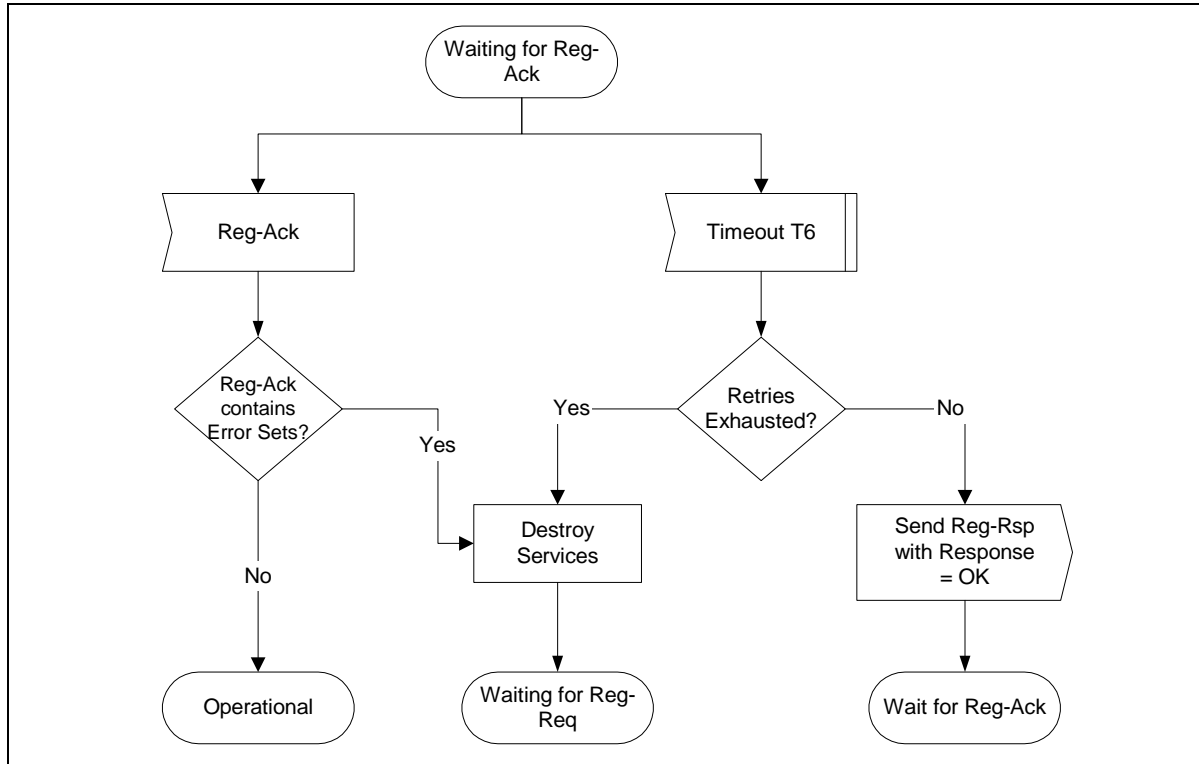 Waiting for Reg-
Ack
Reg-Ack
Timeout T6
Reg-Ack
contains
Error Sets?
Retries
Exhausted?
Yes
No
Yes
Destroy
Services
Send Reg-Rsp
with Response
= OK
No
Operational
Waiting for Reg-
Req
Wait for Reg-Ack